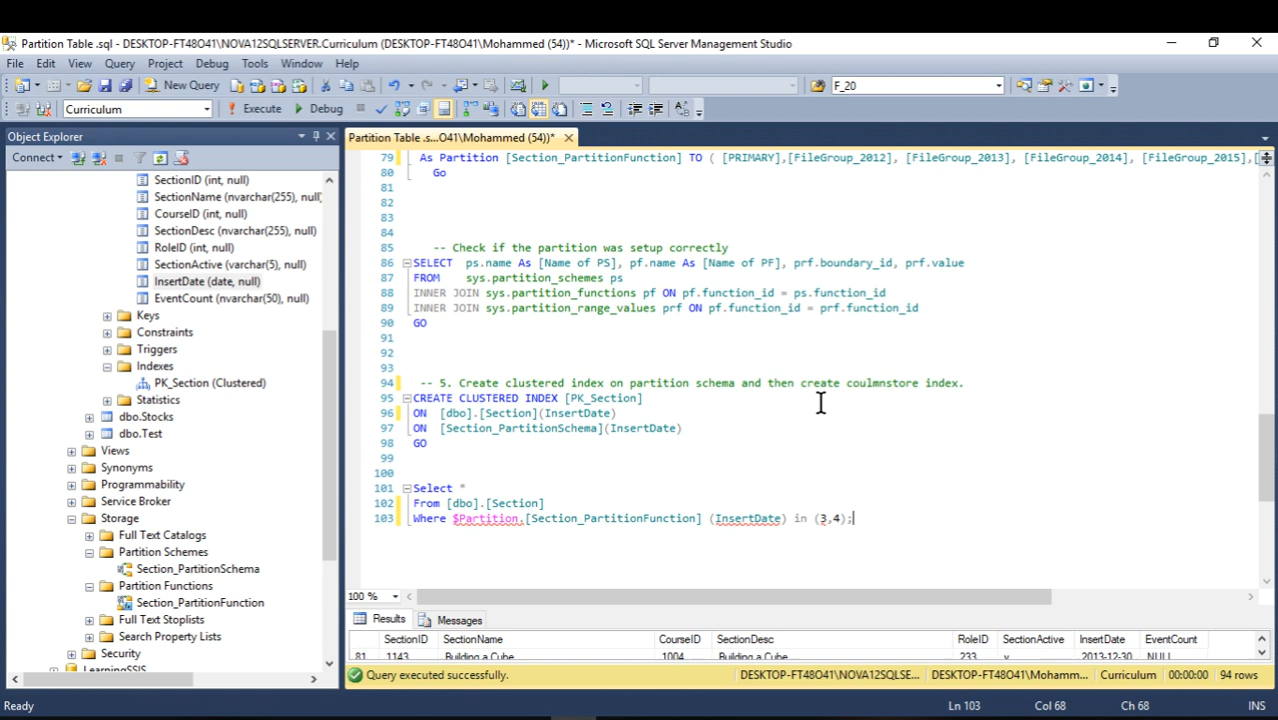 Partition Table .sql - DESKTOP-FT48O41\NOVA12SQLSERVER.Curriculum (DESKTOP-FT48O41\Mohammed (54))* - Microsoft SQL Server Management Studio
File Edit View Query Project Debug Tools Window Help
New Query F_20
Curriculum Execute Debug
Object Explorer
Connect
SectionID (int, null)
SectionName (nvarchar(255), null)
CourseID (int, null)
SectionDesc (nvarchar(255), null)
RoleID (int, null)
SectionActive (varchar(5), null)
InsertDate (date, null)
EventCount (nvarchar(50), null)
Keys
Constraints
Triggers
Indexes
PK_Section (Clustered)
Statistics
dbo.Stocks
dbo.Test
Views
Synonyms
Programmability
Service Broker
Storage
Full Text Catalogs
Partition Schemes
Section_PartitionSchema
Partition Functions
Section_PartitionFunction
Full Text Stoplists
Search Property Lists
Security
LearningSSIS
Partition Table .s...O41\Mohammed (54))*
79 As Partition [Section_PartitionFunction] TO ( [PRIMARY],[FileGroup_2012], [FileGroup_2013], [FileGroup_2014], [FileGroup_2015],[
80 Go
81
82
83
84
85 -- Check if the partition was setup correctly
86 SELECT ps.name As [Name of PS], pf.name As [Name of PF], prf.boundary_id, prf.value
87 FROM sys.partition_schemes ps
88 INNER JOIN sys.partition_functions pf ON pf.function_id = ps.function_id
89 INNER JOIN sys.partition_range_values prf ON pf.function_id = prf.function_id
90 GO
91
92
93
94 -- 5. Create clustered index on partition schema and then create coulmnstore index.
95 CREATE CLUSTERED INDEX [PK_Section]
96 ON [dbo].[Section](InsertDate)
97 ON [Section_PartitionSchema](InsertDate)
98 GO
99
100
101 Select *
102 From [dbo].[Section]
103 Where $Partition.[Section_PartitionFunction] (InsertDate) in (3,4);
100 %
Results Messages
SectionID SectionName CourseID SectionDesc RoleID SectionActive InsertDate EventCount
81 1143 Building a Cube 1004 Building a Cube 233 y 2013-12-30 NULL
Query executed successfully. DESKTOP-FT48O41\NOVA12SQLSE... DESKTOP-FT48O41\Mohamm... Curriculum 00:00:00 94 rows
Ready Ln 103 Col 68 Ch 68 INS